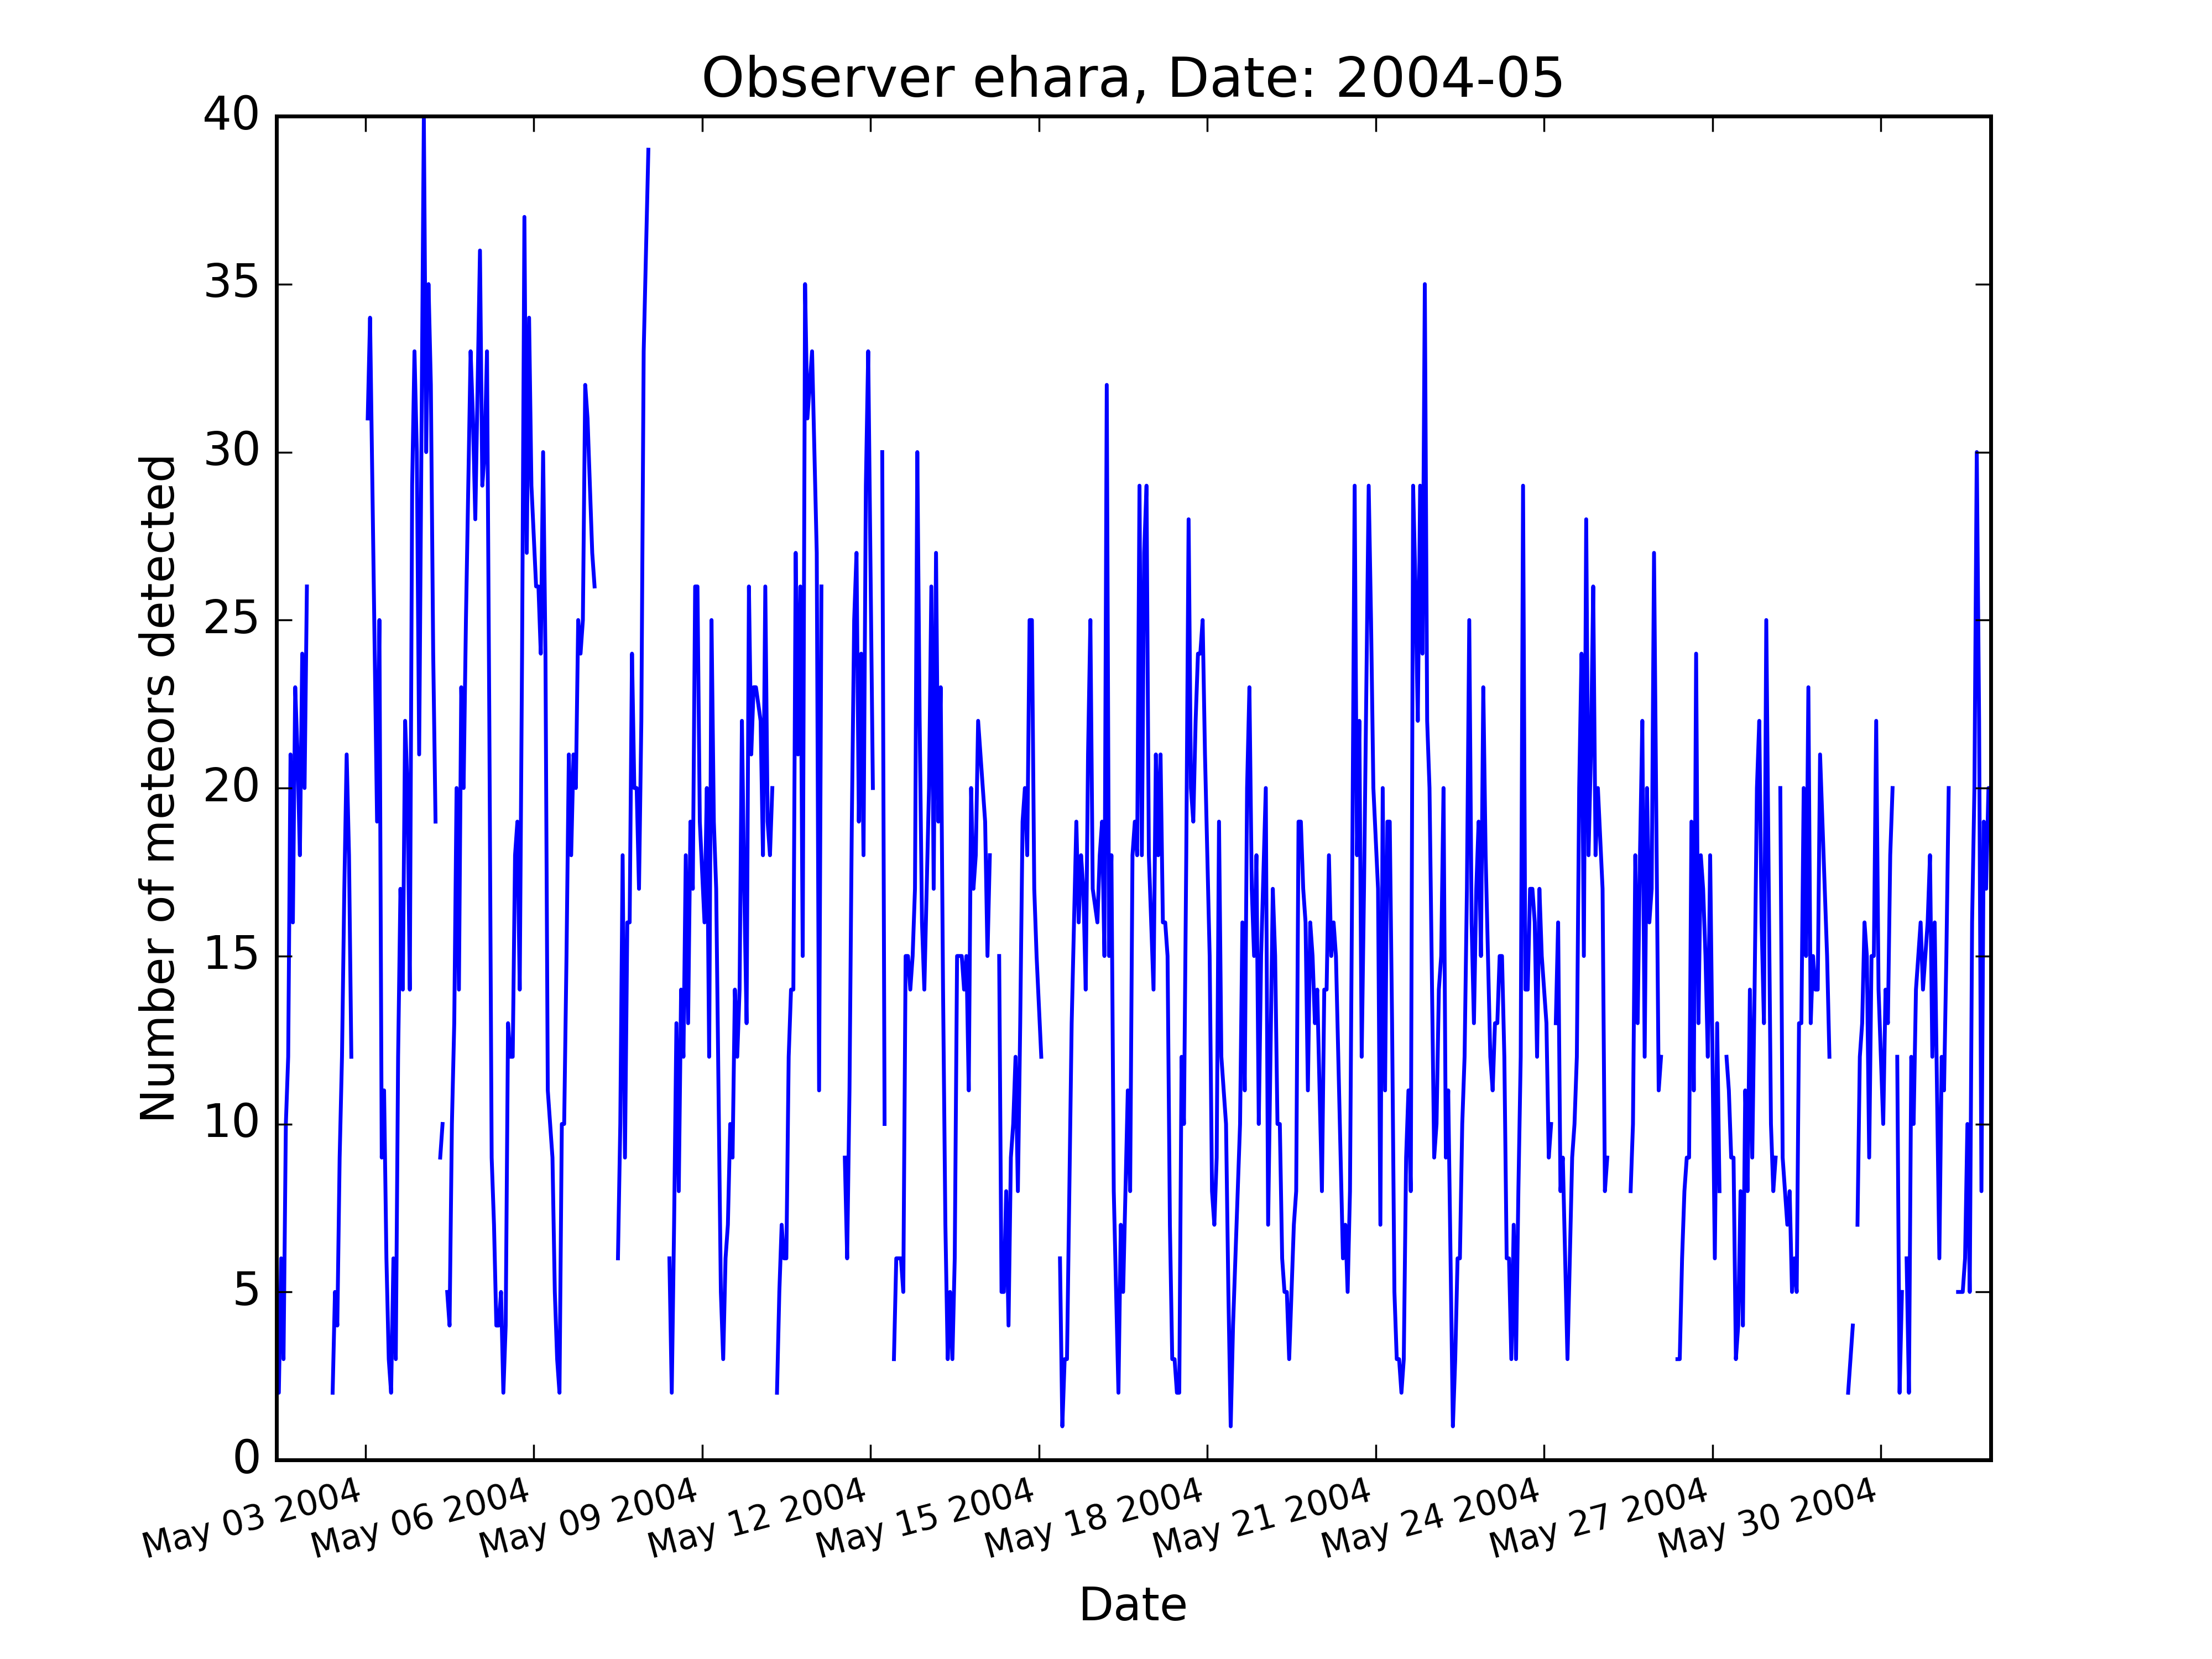 Observer ehara, Date: 2004-05
40
35
30
25
20
15
10
5
0
Number of meteors detected
May 03 2004
May 06 2004
May 09 2004
May 12 2004
May 15 2004
May 18 2004
May 21 2004
May 24 2004
May 27 2004
May 30 2004
Date